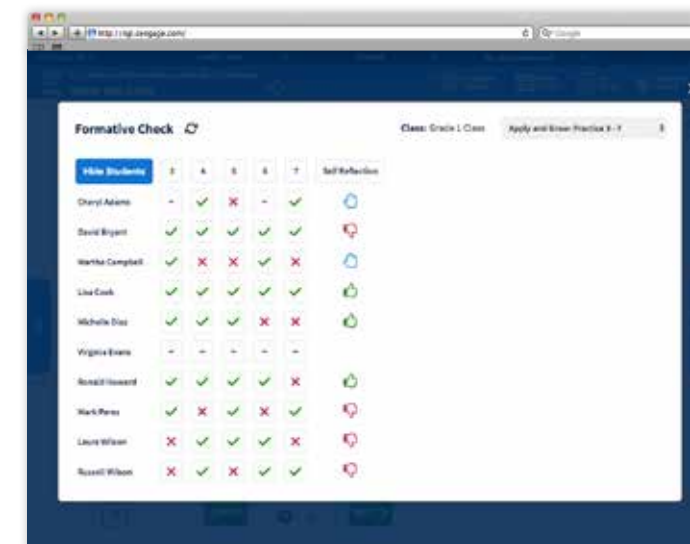 http://ngl.cengage.com/
Google
Formative Check
Class: Grade 1 Class
Apply and Grow: Practice 3 - 7
Hide Students 3 4 5 6 7 Self Reflection
Cheryl Adams - ✓ ✗ - ✓
David Bryant ✓ ✓ ✓ ✓ ✓
Martha Campbell ✓ ✗ ✗ ✓ ✗
Lisa Cook ✓ ✓ ✓ ✓ ✓
Michelle Diaz ✓ ✓ ✓ ✗ ✗
Virginia Evans - - - - -
Ronald Howard ✓ ✓ ✓ ✓ ✗
Mark Perez ✓ ✗ ✓ ✗ ✓
Laura Wilson ✗ ✓ ✓ ✓ ✗
Russell Wilson ✗ ✓ ✗ ✓ ✓